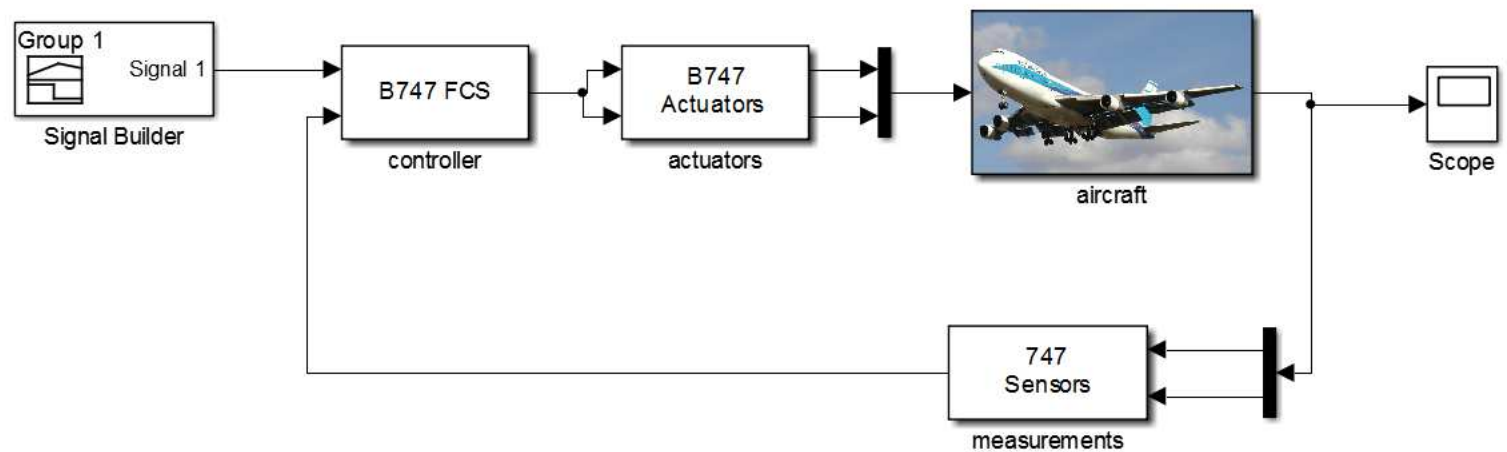 Group 1
Signal 1
Signal Builder
B747 FCS
controller
B747
Actuators
actuators
aircraft
Scope
747
Sensors
measurements